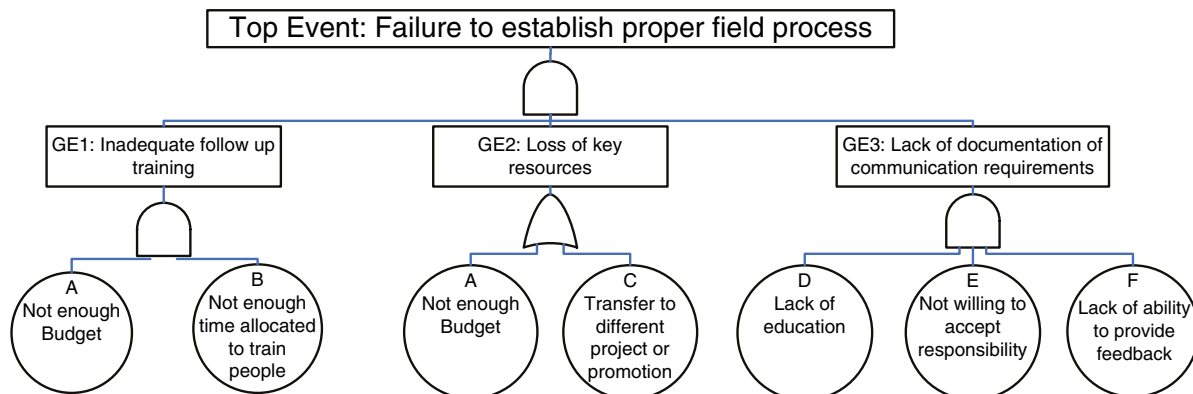 Top Event: Failure to establish proper field process
GE1: Inadequate follow up
training
GE2: Loss of key
resources
GE3: Lack of documentation of
communication requirements
A
Not enough
Budget
B
Not enough
time allocated
to train
people
A
Not enough
Budget
C
Transfer to
different
project or
promotion
D
Lack of
education
E
Not willing to
accept
responsibility
F
Lack of ability
to provide
feedback